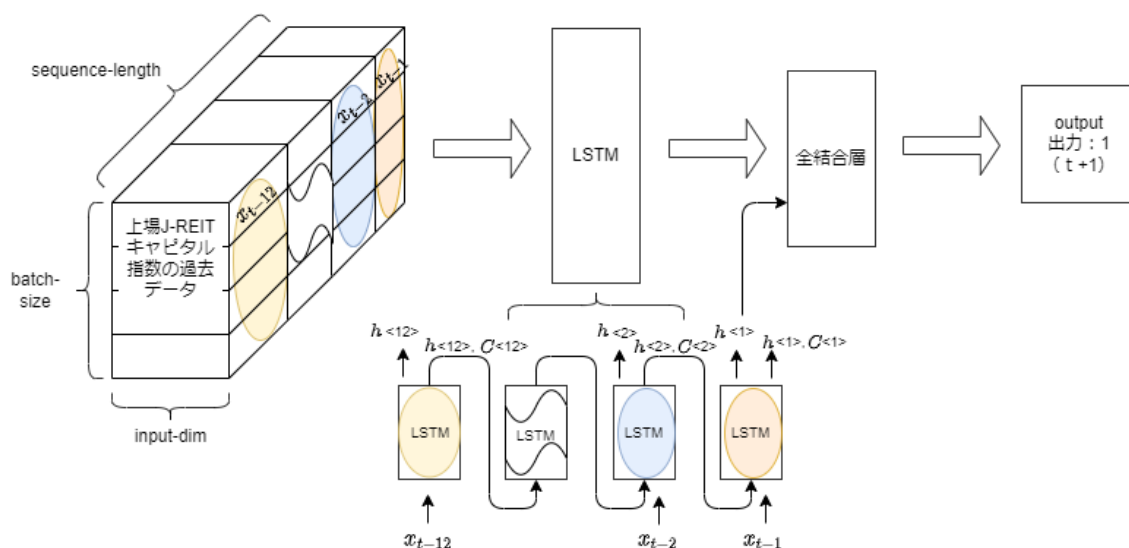 sequence-length
x_{t-1}
x_{t-2}
x_{t-12}
上場J-REIT
キャピタル
指数の過去
データ
batch-
size
input-dim
LSTM
全結合層
output
出力：1
（ｔ+1）
h^{<12>}
h^{<12>}, C^{<12>}
h^{<2>}
h^{<2>}, C^{<2>}
h^{<1>}
h^{<1>}, C^{<1>}
LSTM
LSTM
LSTM
LSTM
x_{t-12}
x_{t-2}
x_{t-1}